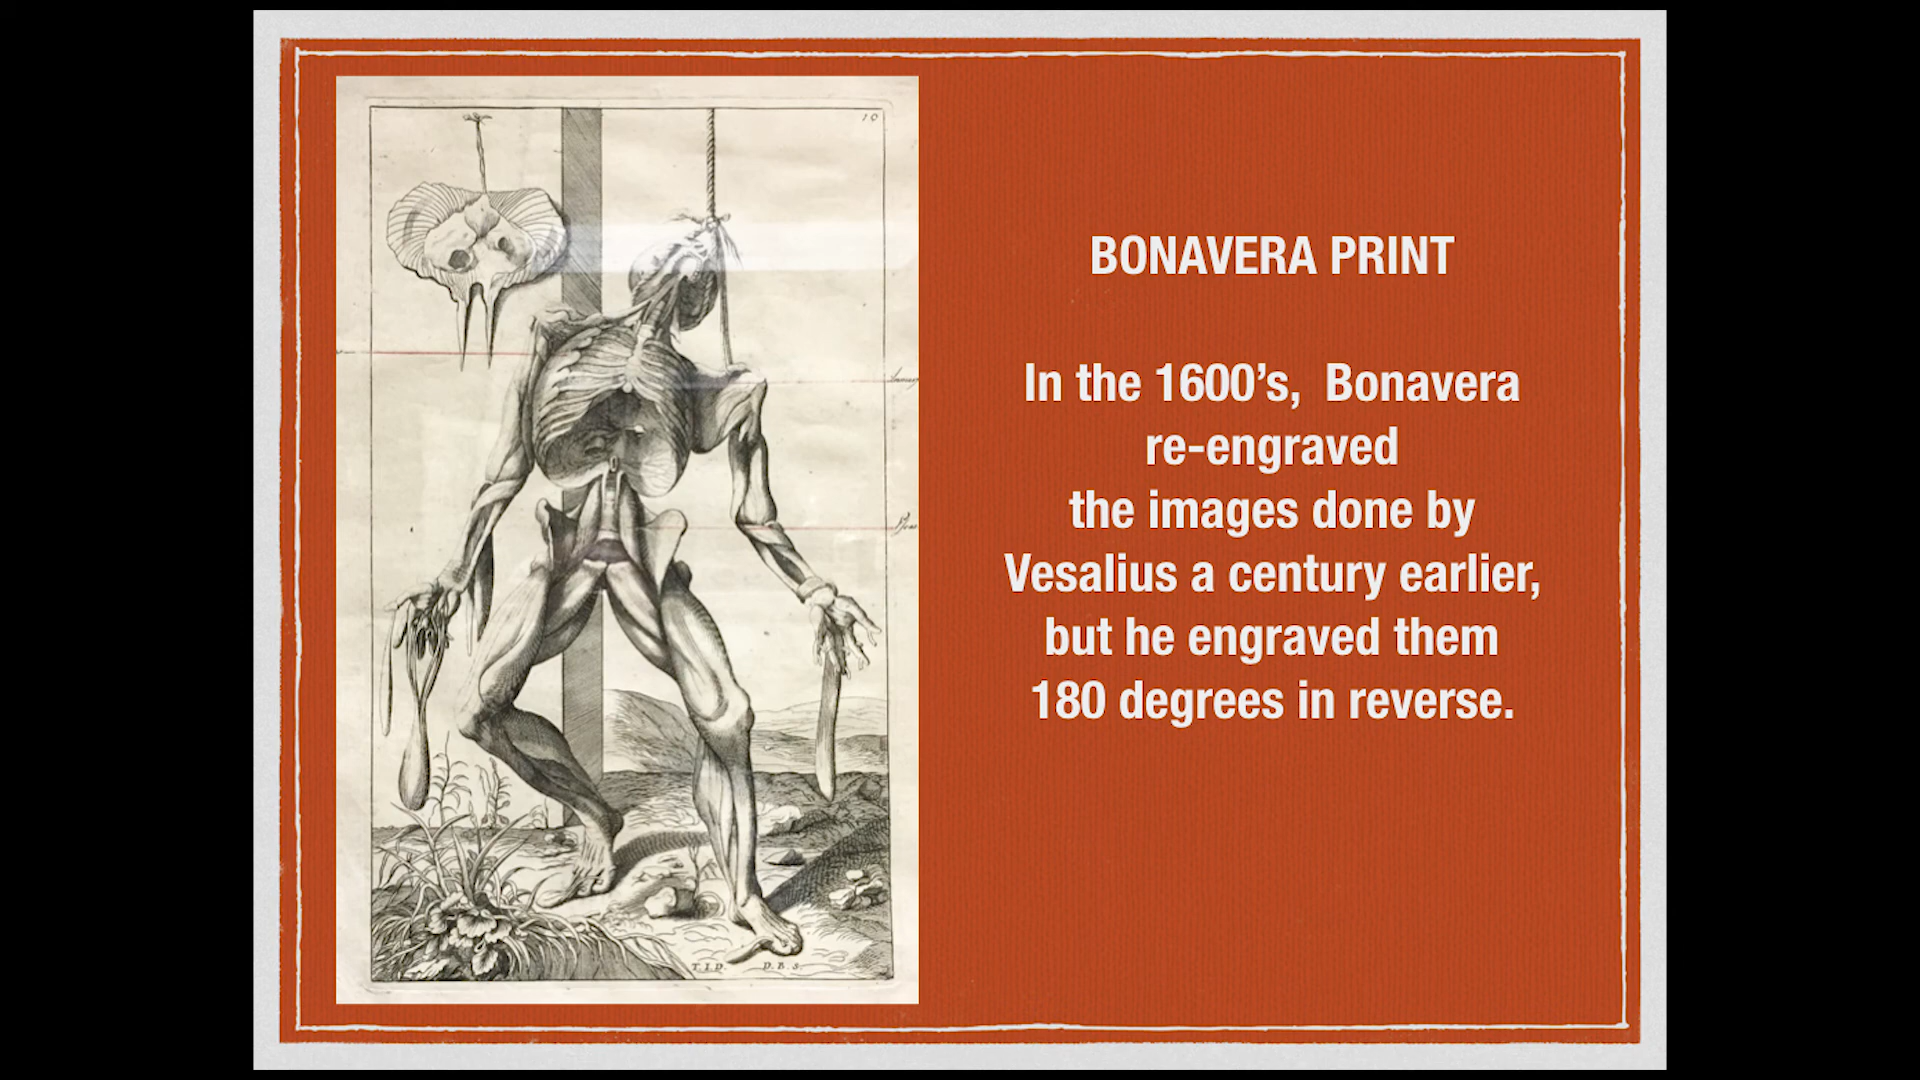 10
BONAVERA PRINT
In the 1600’s,  Bonavera
re-engraved
the images done by
Vesalius a century earlier,
but he engraved them
180 degrees in reverse.
T.I.D. D.B.S.